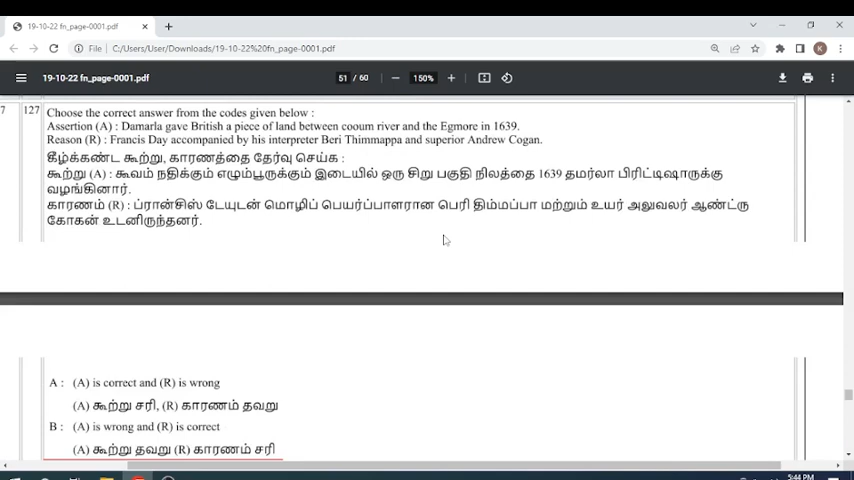 19-10-22 fn_page-0001.pdf
File C:/Users/User/Downloads/19-10-22%20fn_page-0001.pdf
K
19-10-22 fn_page-0001.pdf 51 / 60 150%
7 127 Choose the correct answer from the codes given below :
Assertion (A) : Damarla gave British a piece of land between cooum river and the Egmore in 1639.
Reason (R) : Francis Day accompanied by his interpreter Beri Thimmappa and superior Andrew Cogan.
கீழ்க்கண்ட கூற்று, காரணத்தை தேர்வு செய்க :
கூற்று (A) : கூவம் நதிக்கும் எழும்பூருக்கும் இடையில் ஒரு சிறு பகுதி நிலத்தை 1639 தமர்லா பிரிட்டிஷாருக்கு
வழங்கினார்.
காரணம் (R) : ப்ரான்சிஸ் டேயுடன் மொழிப் பெயர்ப்பாளரான பெரி திம்மப்பா மற்றும் உயர் அலுவலர் ஆண்ட்ரு
கோகன் உடனிருந்தனர்.
A : (A) is correct and (R) is wrong
(A) கூற்று சரி, (R) காரணம் தவறு
B : (A) is wrong and (R) is correct
(A) கூற்று தவறு (R) காரணம் சரி
5:44 PM